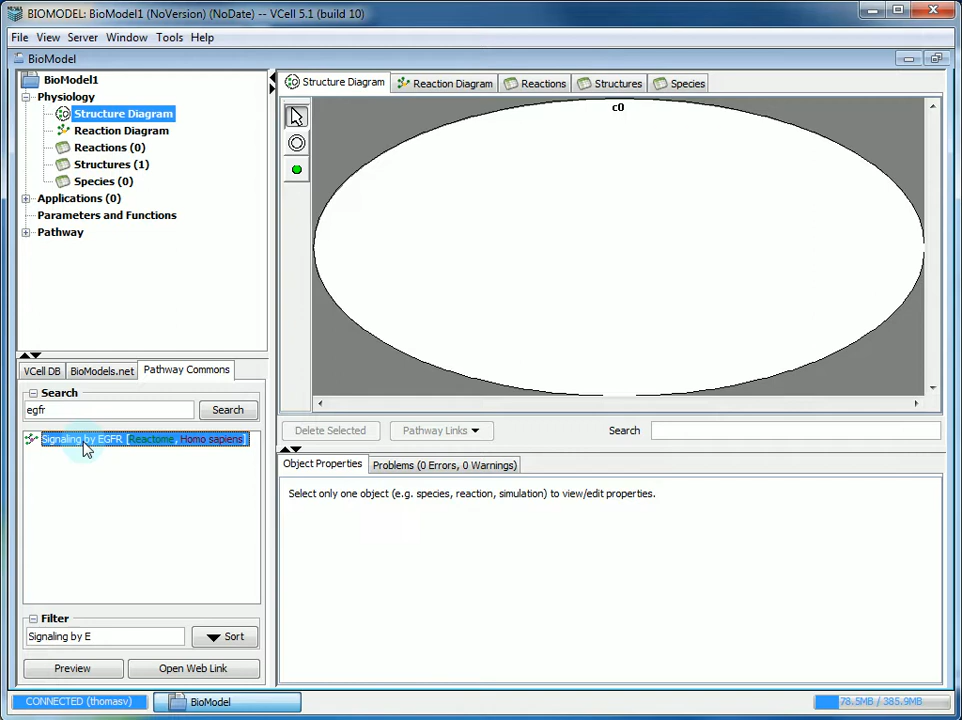 BIOMODEL: BioModel1 (NoVersion) (NoDate) -- VCell 5.1 (build 10)
File View Server Window Tools Help
BioModel
BioModel1
Physiology
Structure Diagram
Reaction Diagram
Reactions (0)
Structures (1)
Species (0)
Applications (0)
Parameters and Functions
Pathway
VCell DB BioModels.net Pathway Commons
Search
egfr Search
Signaling by EGFR [Reactome, Homo sapiens]
Filter
Signaling by E Sort
Preview Open Web Link
Structure Diagram Reaction Diagram Reactions Structures Species
c0
Delete Selected Pathway Links Search
Object Properties Problems (0 Errors, 0 Warnings)
Select only one object (e.g. species, reaction, simulation) to view/edit properties.
CONNECTED (thomasv) BioModel 78.5MB / 385.9MB